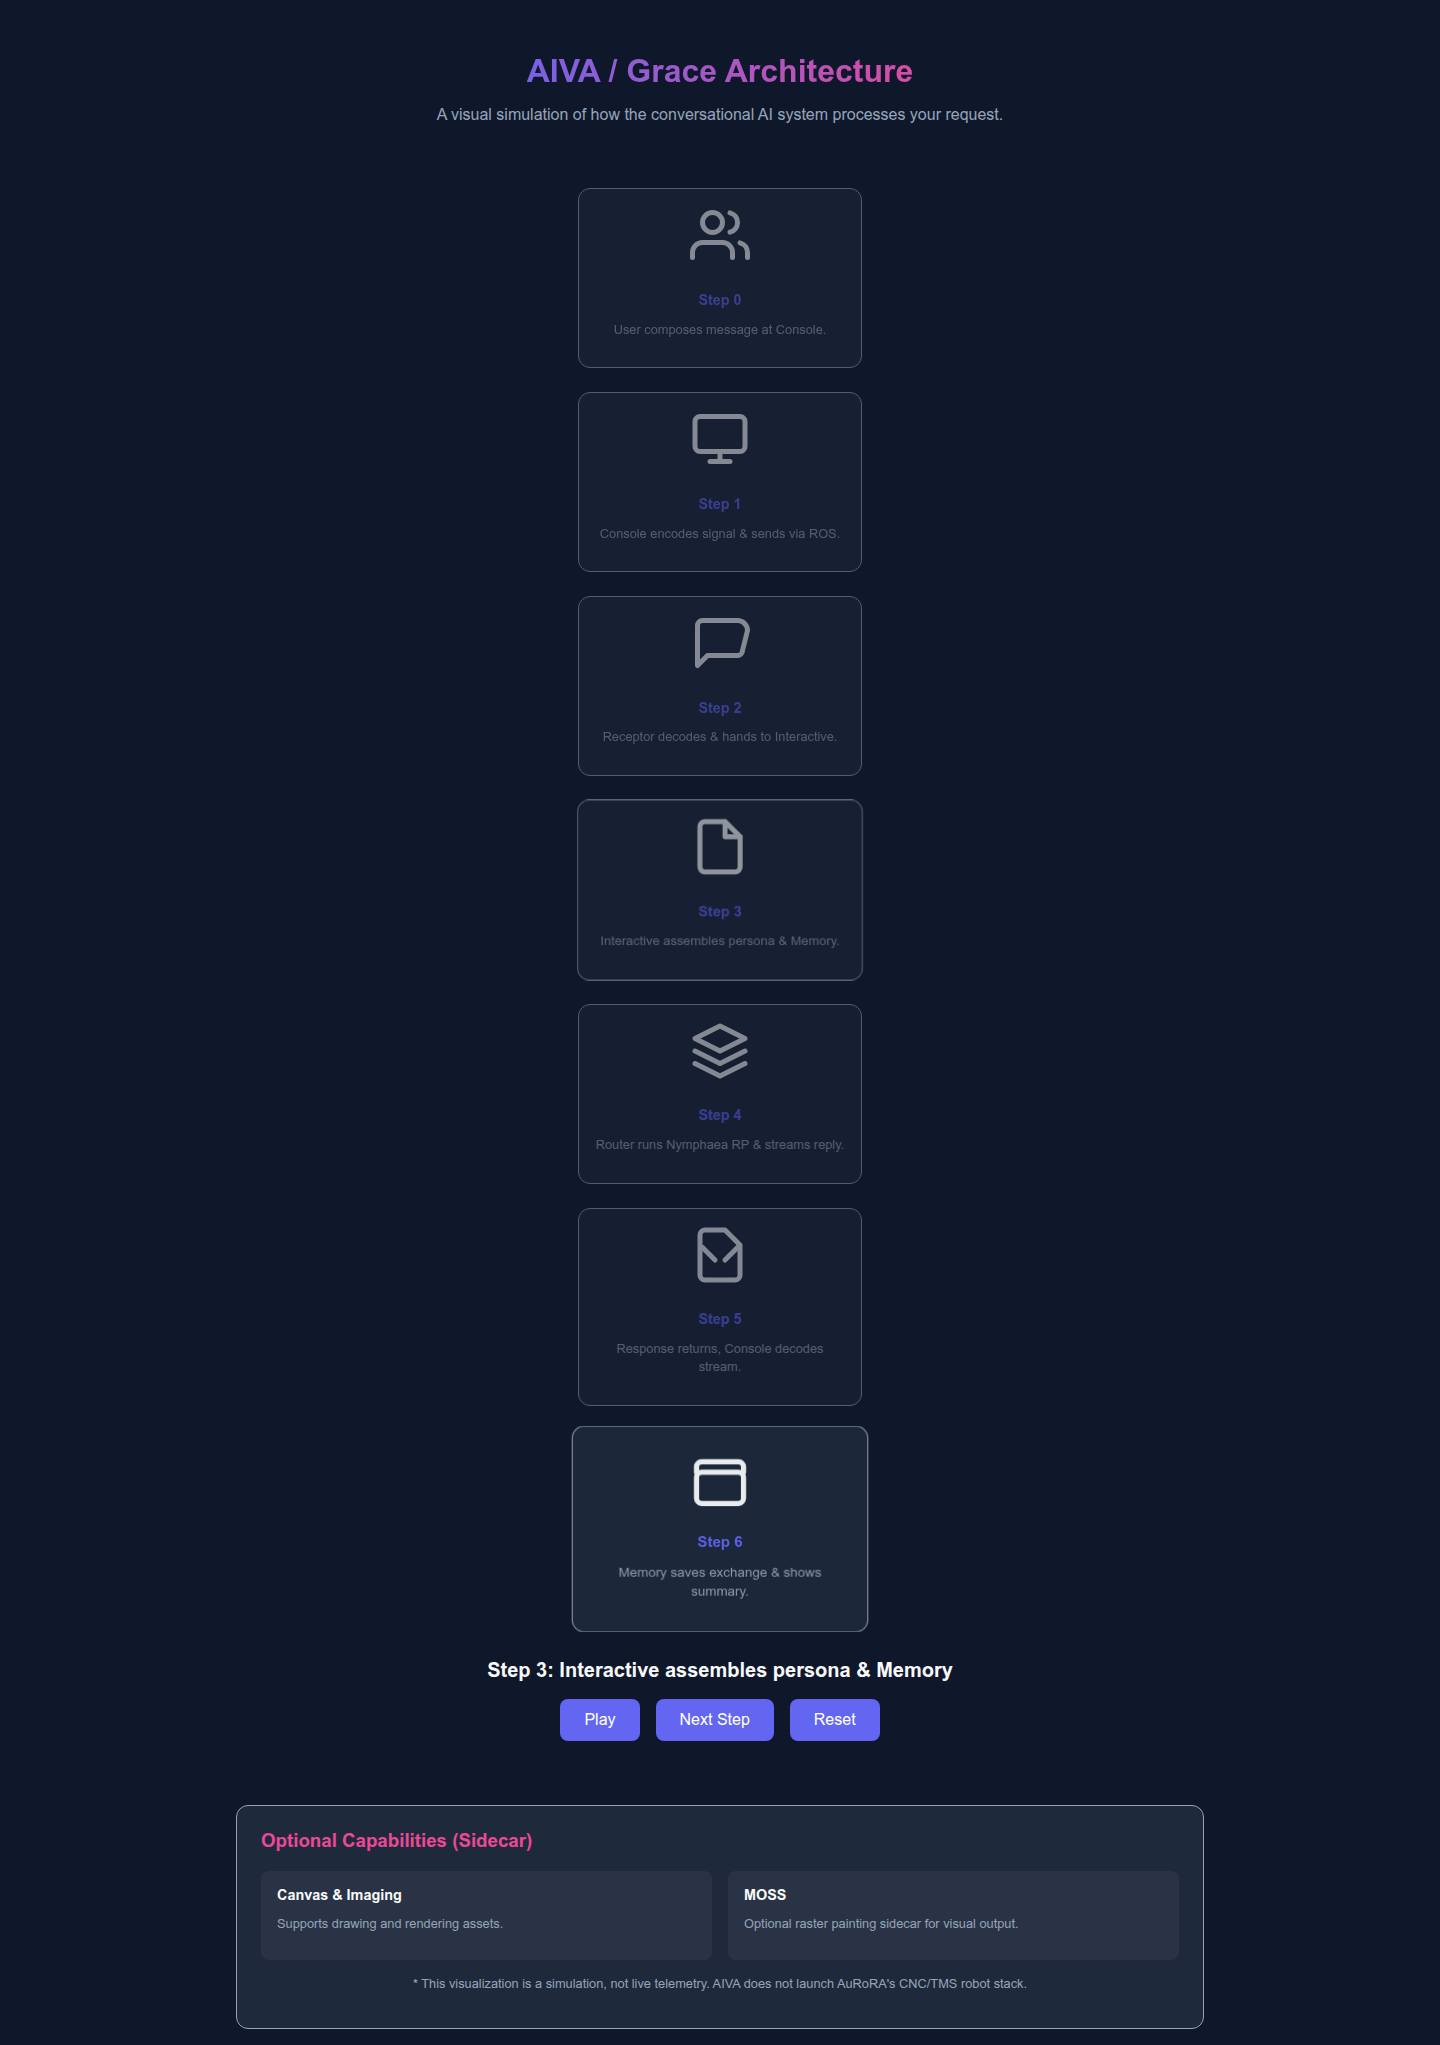 AIVA / Grace Architecture
A visual simulation of how the conversational AI system processes your request.
Step 0
User composes message at Console.
Step 1
Console encodes signal & sends via ROS.
Step 2
Receptor decodes & hands to Interactive.
Step 3
Interactive assembles persona & Memory.
Step 4
Router runs Nymphaea RP & streams reply.
Step 5
Response returns, Console decodes
stream.
Step 6
Memory saves exchange & shows
summary.
Step 3: Interactive assembles persona & Memory
Play
Next Step
Reset
Optional Capabilities (Sidecar)
Canvas & Imaging
Supports drawing and rendering assets.
MOSS
Optional raster painting sidecar for visual output.
* This visualization is a simulation, not live telemetry. AIVA does not launch AuRoRA's CNC/TMS robot stack.